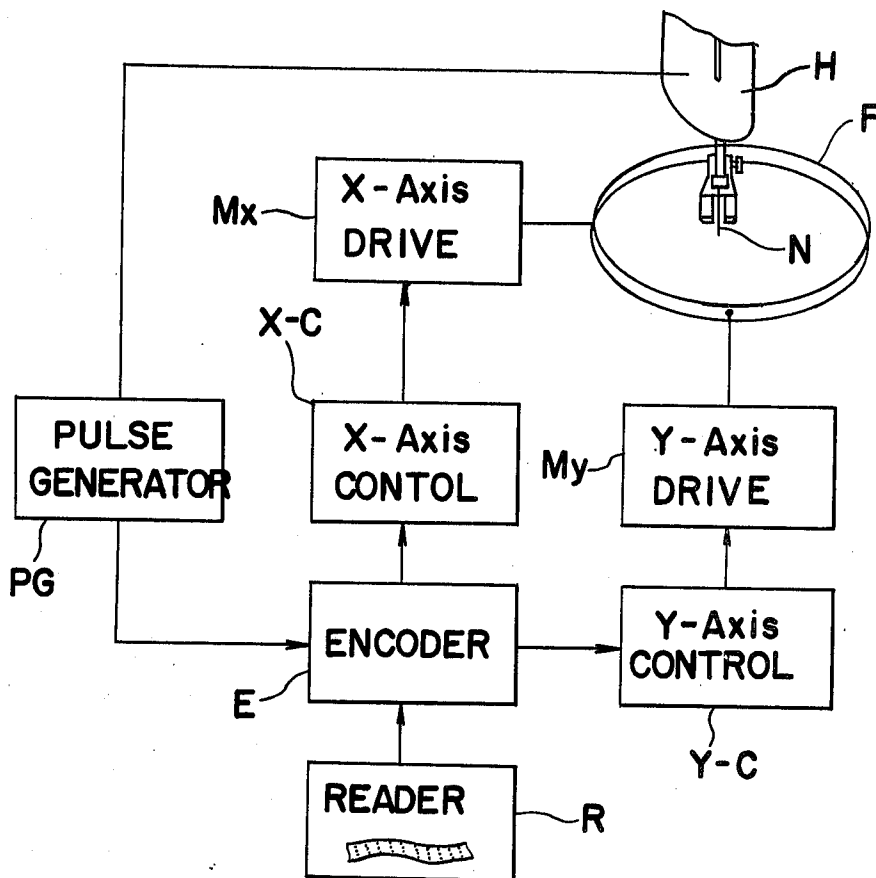 H
F
Mx
X-Axis
DRIVE
N
X-C
PULSE
GENERATOR
X-Axis
CONTOL
My
Y-Axis
DRIVE
PG
ENCODER
Y-Axis
CONTROL
E
Y-C
READER
R